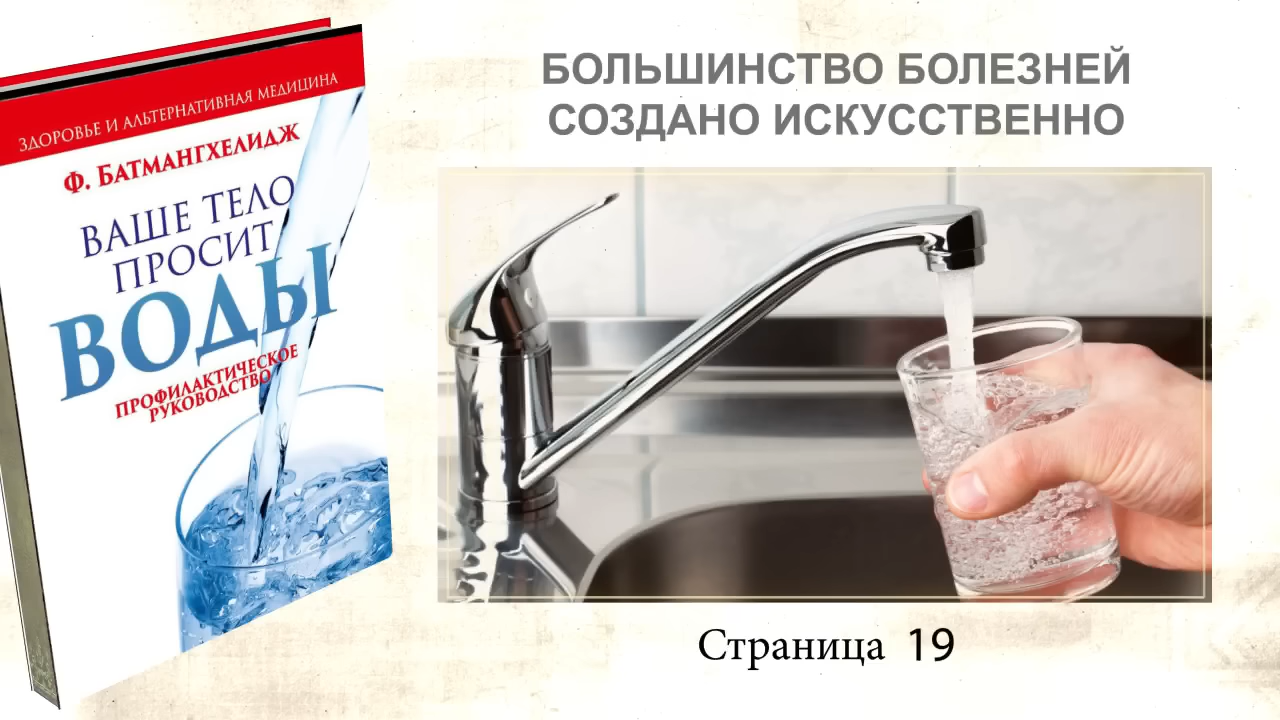 ЗДОРОВЬЕ И АЛЬТЕРНАТИВНАЯ МЕДИЦИНА
Ф. БАТМАНГХЕЛИДЖ
ВАШЕ ТЕЛО
ПРОСИТ
ВОДЫ
ПРОФИЛАКТИЧЕСКОЕ
РУКОВОДСТВО
БОЛЬШИНСТВО БОЛЕЗНЕЙ
СОЗДАНО ИСКУССТВЕННО
Страница 19